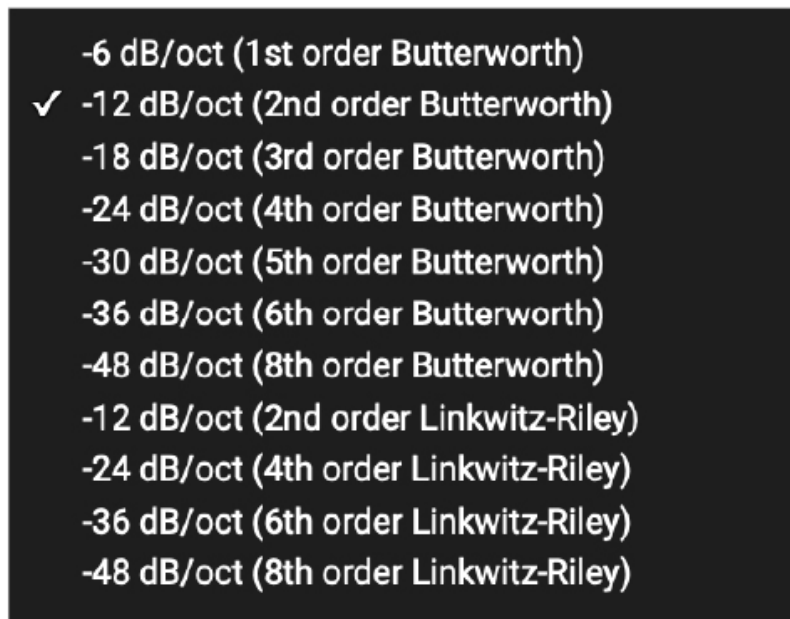 -6 dB/oct (1st order Butterworth)
✓ -12 dB/oct (2nd order Butterworth)
-18 dB/oct (3rd order Butterworth)
-24 dB/oct (4th order Butterworth)
-30 dB/oct (5th order Butterworth)
-36 dB/oct (6th order Butterworth)
-48 dB/oct (8th order Butterworth)
-12 dB/oct (2nd order Linkwitz-Riley)
-24 dB/oct (4th order Linkwitz-Riley)
-36 dB/oct (6th order Linkwitz-Riley)
-48 dB/oct (8th order Linkwitz-Riley)